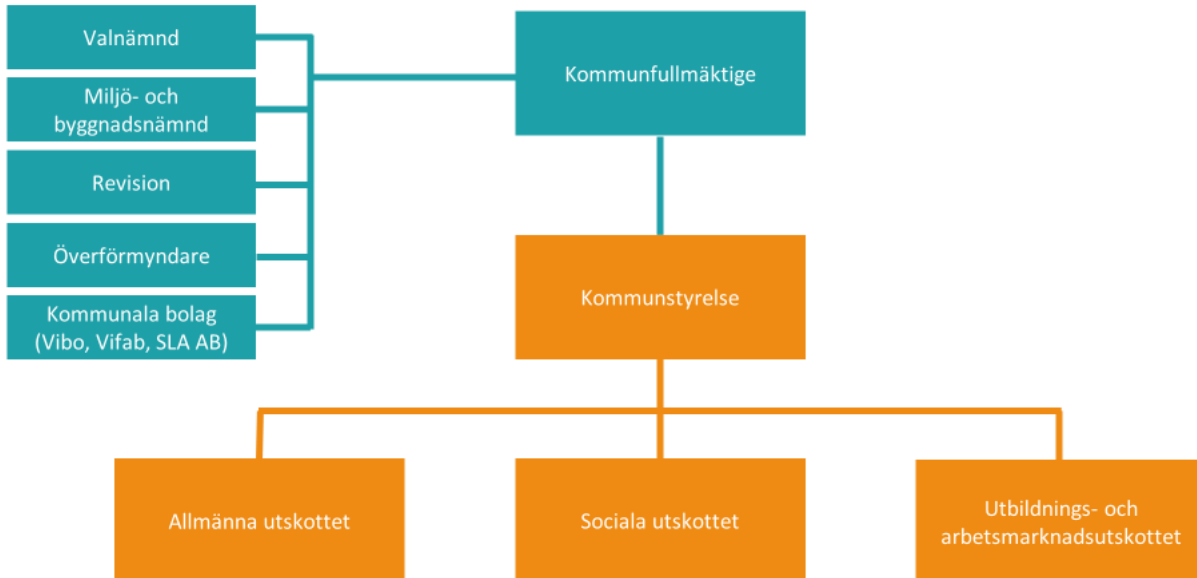 Valnämnd
Miljö- och
byggnadsnämnd
Revision
Överförmyndare
Kommunala bolag
(Vibo, Vifab, SLA AB)
Kommunfullmäktige
Kommunstyrelse
Allmänna utskottet
Sociala utskottet
Utbildnings- och
arbetsmarknadsutskottet